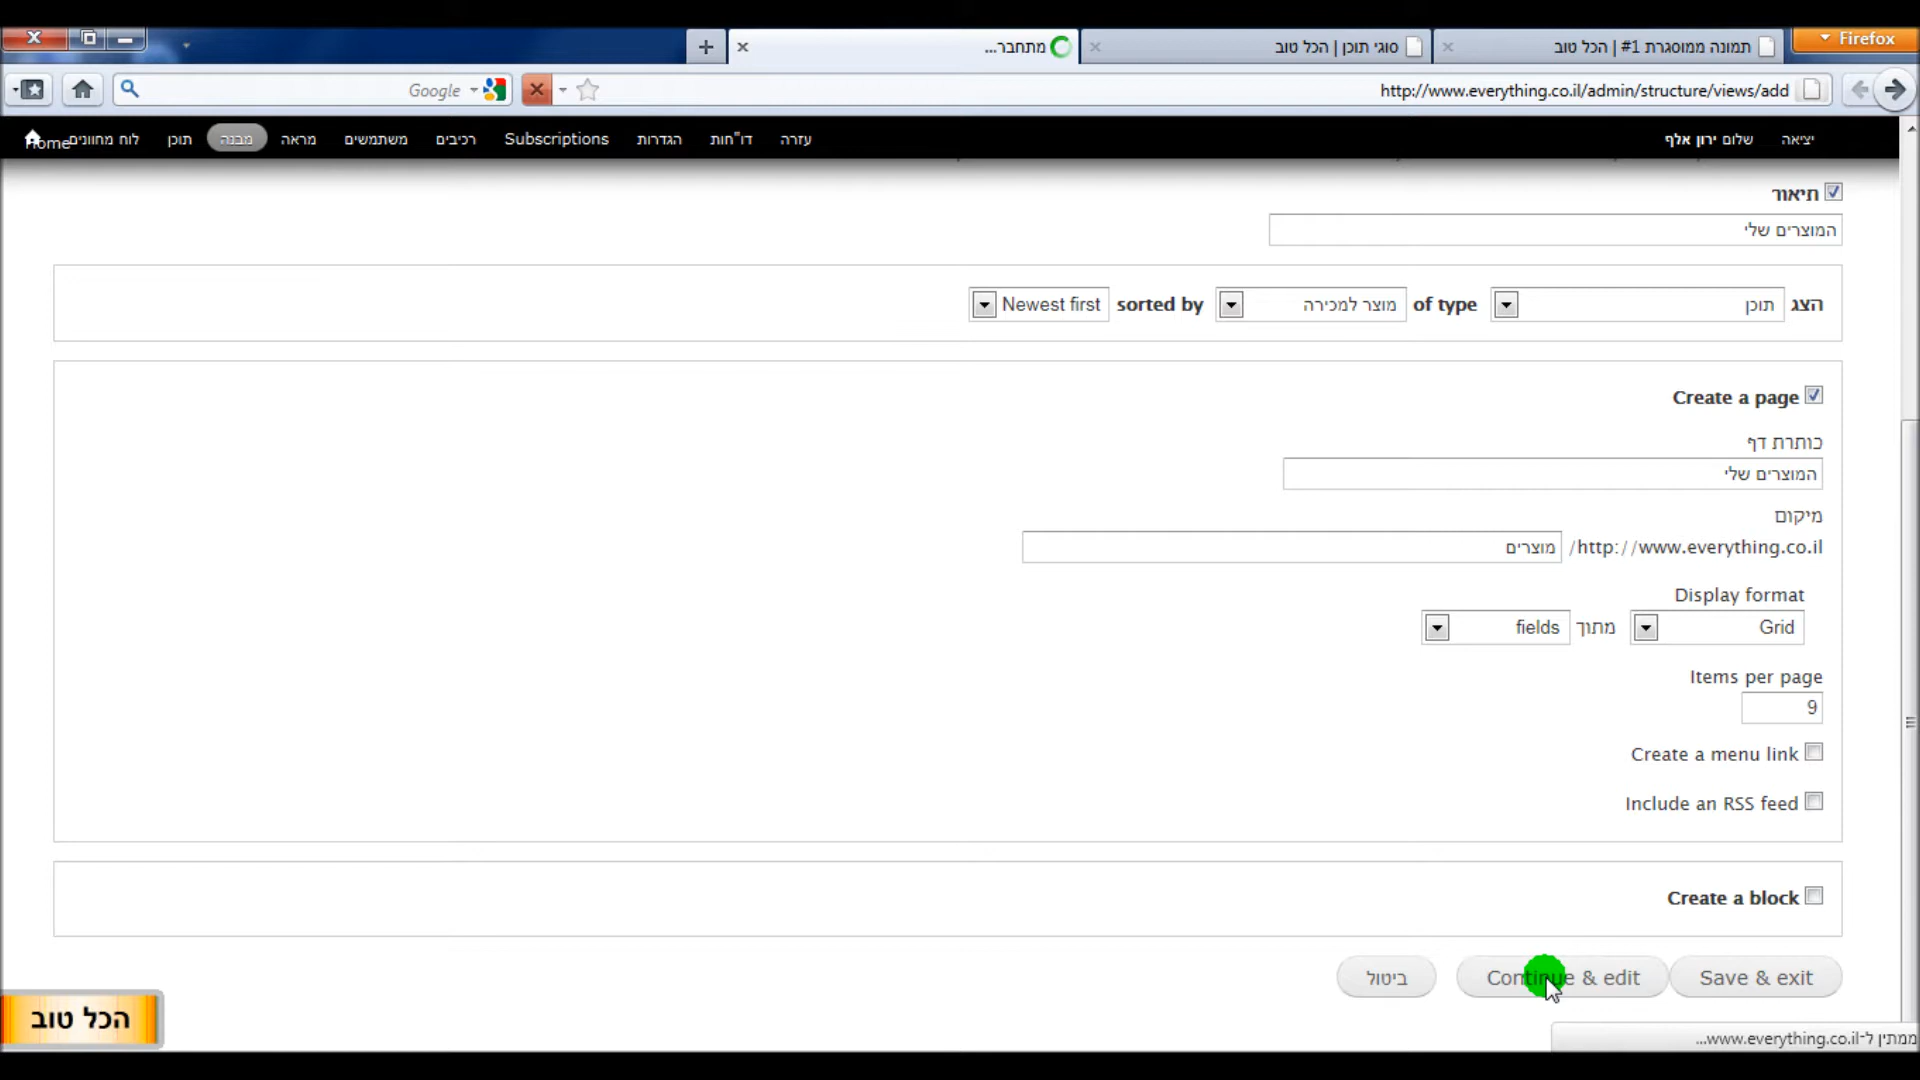 תמונה ממוסגרת 1# | הכל טוב
סוגי תוכן | הכל טוב
מתחבר...
Firefox
http://www.everything.co.il/admin/structure/views/add
Google
יציאה
שלום ירון אלף
Home
לוח מחוונים
תוכן
מבנה
מראה
משתמשים
רכיבים
Subscriptions
הגדרות
דו"חות
עזרה
תיאור
המוצרים שלי
הצג תוכן of type מוצר למכירה sorted by Newest first
Create a page
כותרת דף
המוצרים שלי
מיקום
http://www.everything.co.il/ מוצרים
Display format
Grid מתוך fields
Items per page
9
Create a menu link
Include an RSS feed
Create a block
Save & exit
Continue & edit
ביטול
הכל טוב
ממתין ל-www.everything.co.il...